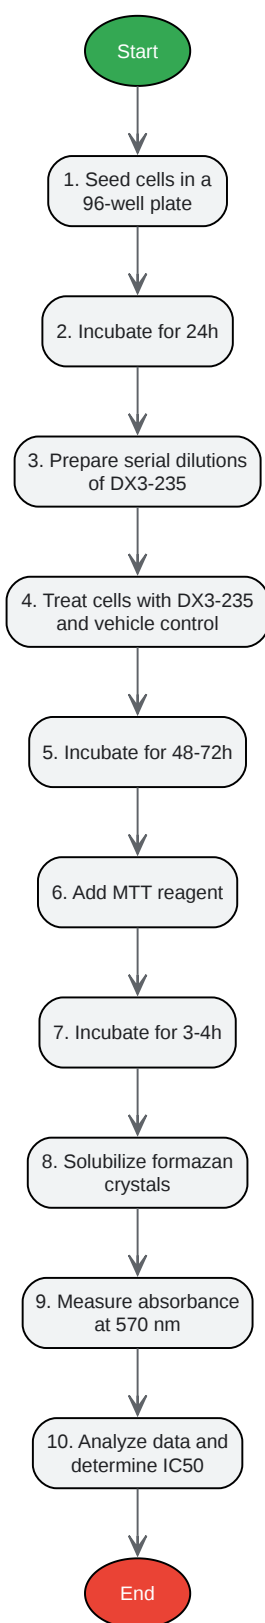 Start
1. Seed cells in a
96-well plate
2. Incubate for 24h
3. Prepare serial dilutions
of DX3-235
4. Treat cells with DX3-235
and vehicle control
5. Incubate for 48-72h
6. Add MTT reagent
7. Incubate for 3-4h
8. Solubilize formazan
crystals
9. Measure absorbance
at 570 nm
10. Analyze data and
determine IC50
End